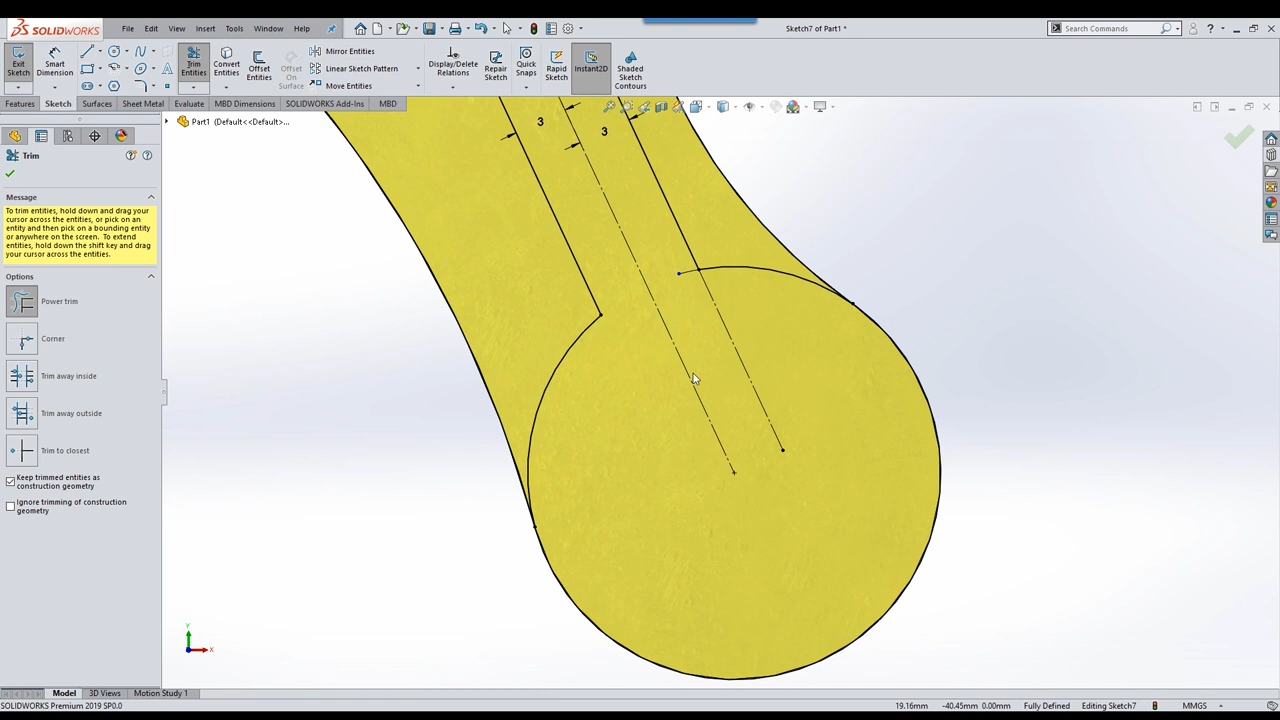 SOLIDWORKS
File
Edit
View
Insert
Tools
Window
Help
Sketch7 of Part1 *
Search Commands
Exit
Sketch
Smart
Dimension
Trim
Entities
Convert
Entities
Offset
Entities
Offset
On
Surface
Mirror Entities
Linear Sketch Pattern
Move Entities
Display/Delete
Relations
Repair
Sketch
Quick
Snaps
Rapid
Sketch
Instant2D
Shaded
Sketch
Contours
Features
Sketch
Surfaces
Sheet Metal
Evaluate
MBD Dimensions
SOLIDWORKS Add-Ins
MBD
Part1 (Default<<Default>...
3
3
Trim
Message
To trim entities, hold down and drag your
cursor across the entities, or pick on an
entity and then pick on a bounding entity
or anywhere on the screen. To extend
entities, hold down the shift key and drag
your cursor across the entities.
Options
Power trim
Corner
Trim away inside
Trim away outside
Trim to closest
Keep trimmed entities as
construction geometry
Ignore trimming of construction
geometry
Y
X
Model
3D Views
Motion Study 1
SOLIDWORKS Premium 2019 SP0.0
19.16mm
-40.45mm 0.00mm
Fully Defined
Editing Sketch7
MMGS